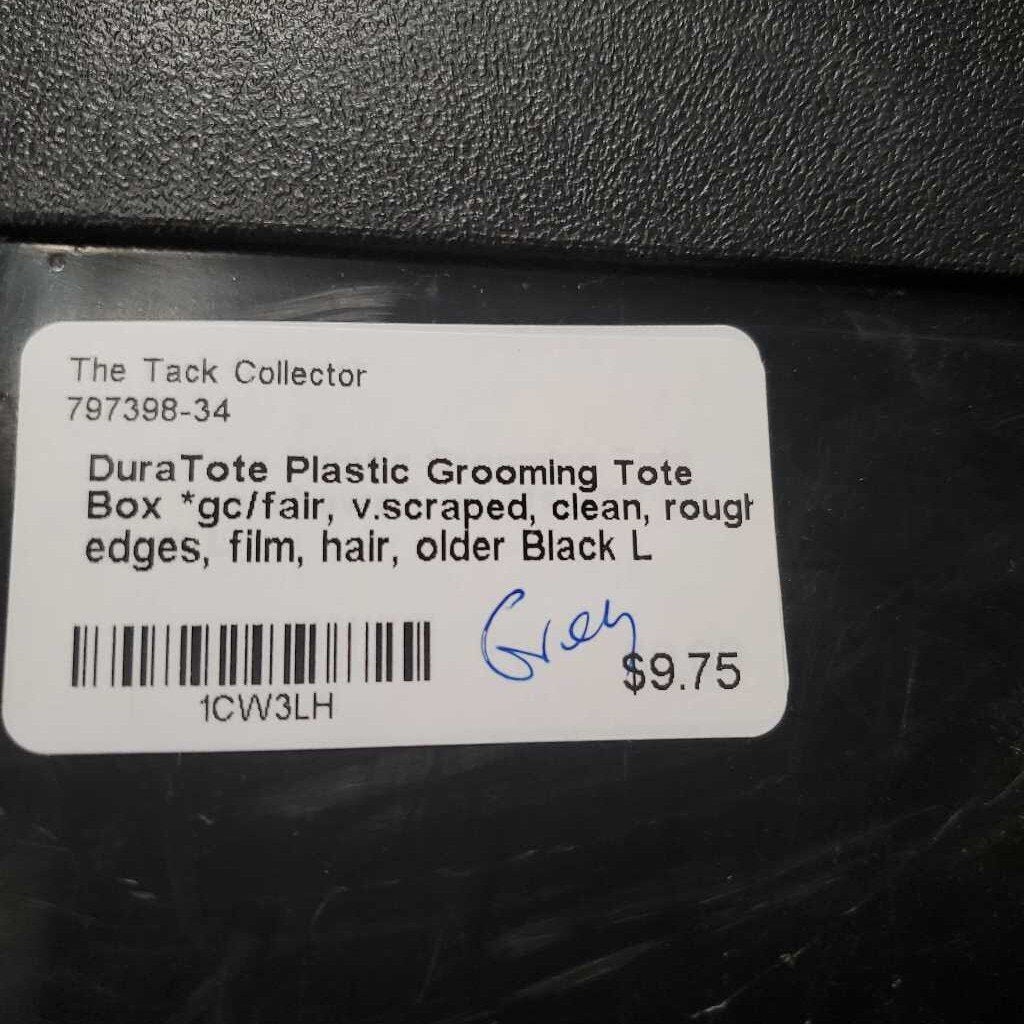 The Tack Collector
797398-34
DuraTote Plastic Grooming Tote
Box *gc/fair, v.scraped, clean, rough
edges, film, hair, older Black L
Grey
$9.75
1CW3LH